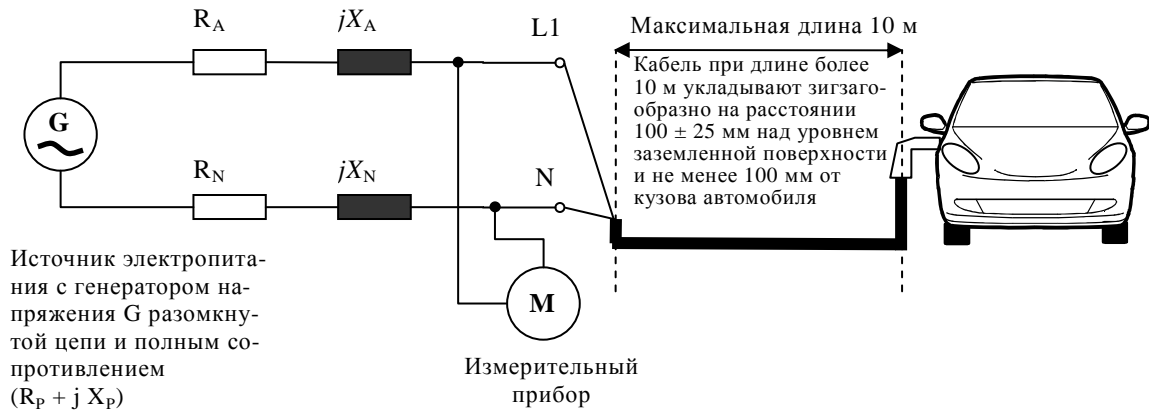 R_A
jX_A
L1
Максимальная длина 10 м
Кабель при длине более
10 м укладывают зигзаго-
образно на расстоянии
100 ± 25 мм над уровнем
заземленной поверхности
и не менее 100 мм от
кузова автомобиля
G
R_N
jX_N
N
M
Источник электропита-
ния с генератором на-
пряжения G разомкну-
той цепи и полным со-
противлением
(R_P + j X_P)
Измерительный
прибор